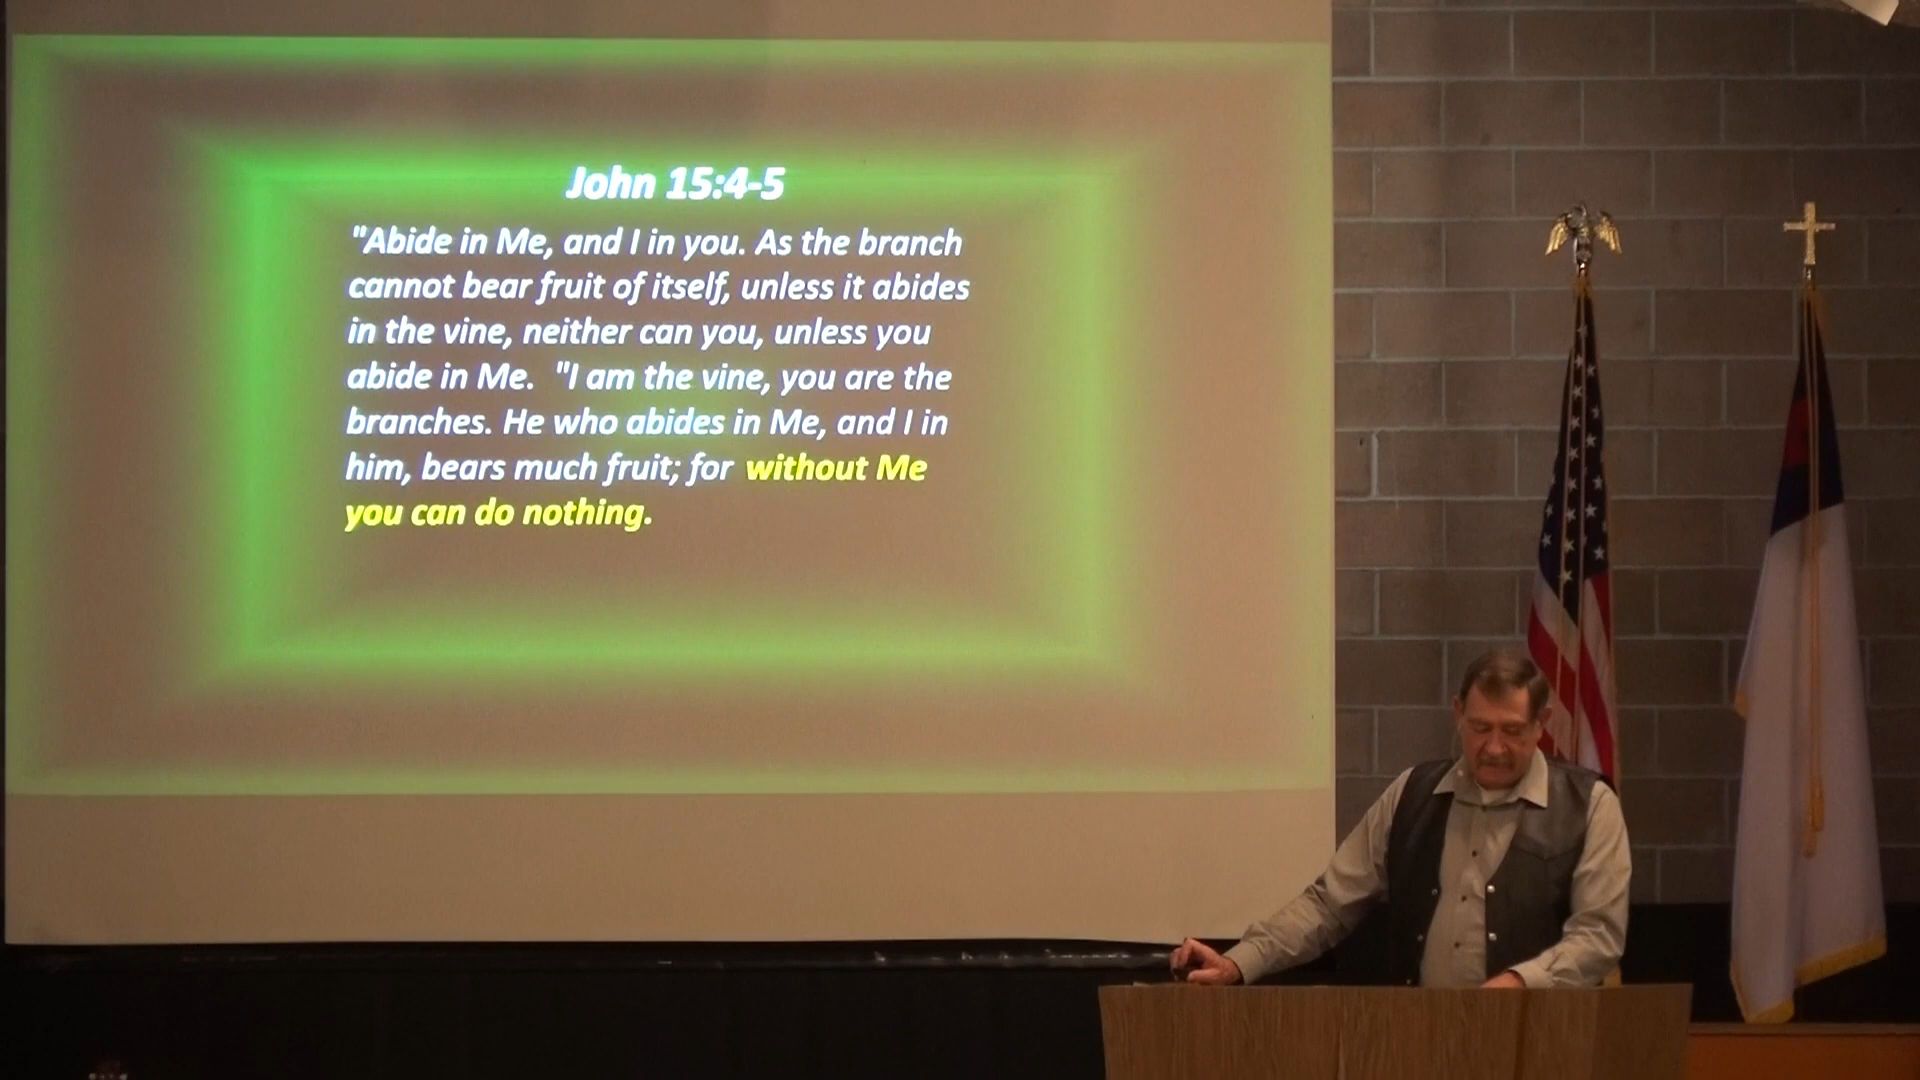 John 15:4-5
"Abide in Me, and I in you. As the branch
cannot bear fruit of itself, unless it abides
in the vine, neither can you, unless you
abide in Me.  "I am the vine, you are the
branches. He who abides in Me, and I in
him, bears much fruit; for without Me
you can do nothing.